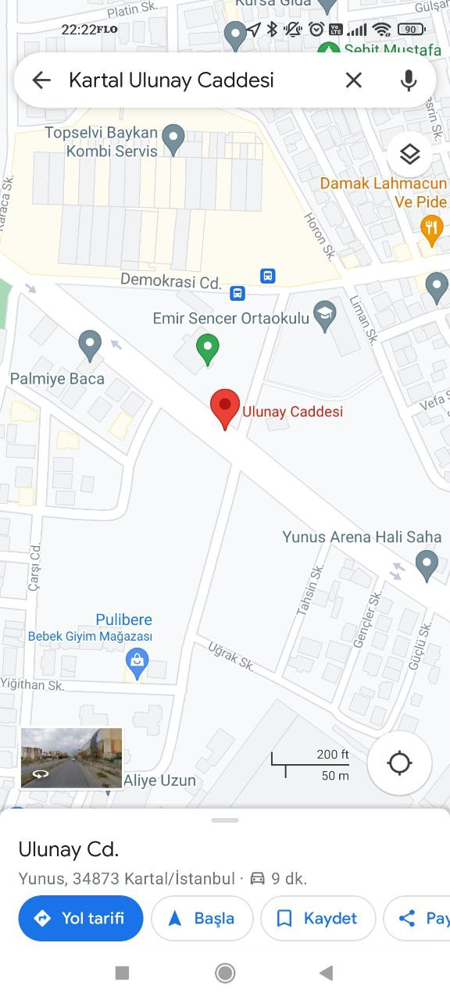 Platin Sk.
Kursa Gıda
22:22FLO
Vo
LTE
90
Şehit Mustafa
Kartal Ulunay Caddesi
Topselvi Baykan
Kombi Servis
Karaca Sk.
Damak Lahmacun
Ve Pide
Horon Sk.
Demokrasi Cd.
Emir Sencer Ortaokulu
Liman Sk.
Palmiye Baca
Vefa S
Ulunay Caddesi
Yunus Arena Hali Saha
Çarşı Cd.
Tahsin Sk.
Gençler Sk.
Pulibere
Bebek Giyim Mağazası
Güçlü Sk.
Uğrak Sk.
Yiğithan Sk.
200 ft
50 m
Aliye Uzun
Ulunay Cd.
Yunus, 34873 Kartal/İstanbul · 9 dk.
Yol tarifi
Başla
Kaydet
Pay